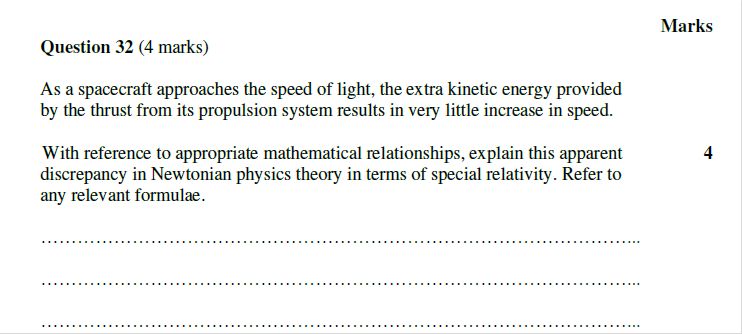 Marks
Question 32 (4 marks)
As a spacecraft approaches the speed of light, the extra kinetic energy provided
by the thrust from its propulsion system results in very little increase in speed.
With reference to appropriate mathematical relationships, explain this apparent 4
discrepancy in Newtonian physics theory in terms of special relativity. Refer to
any relevant formulae.